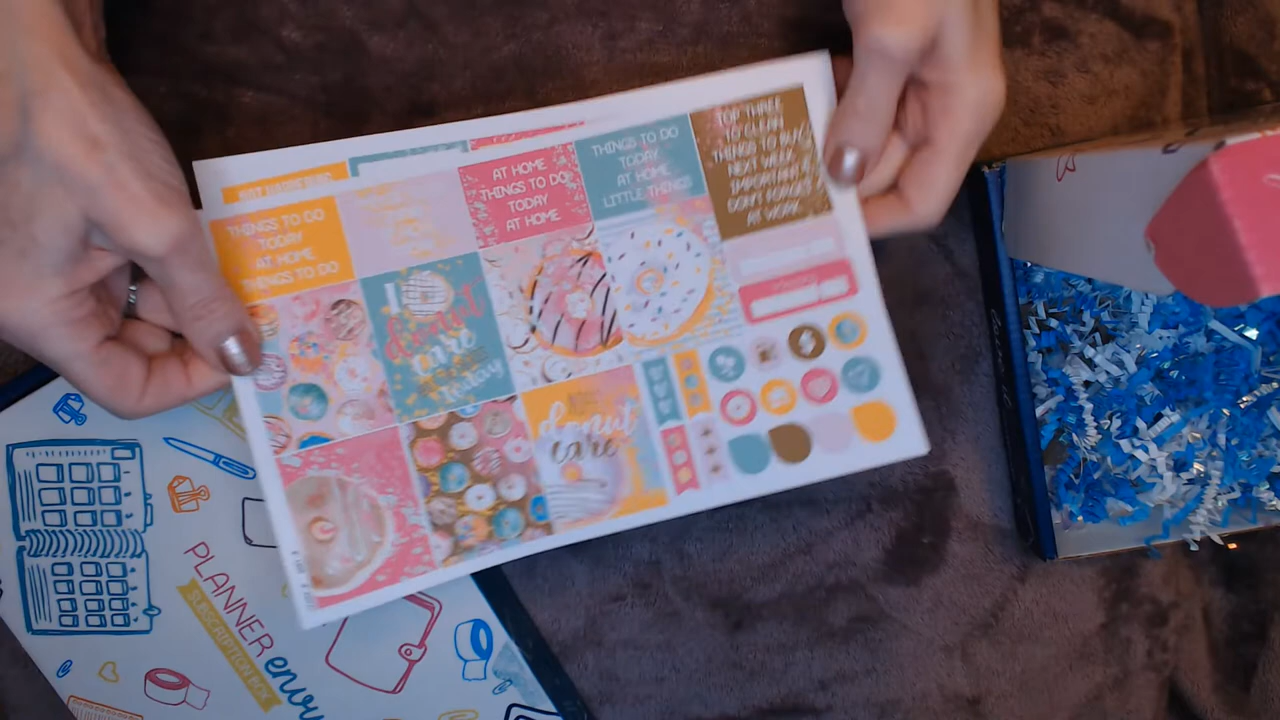 THINGS TO DO
TODAY
AT HOME
THINGS TO DO
AT HOME
THINGS TO DO
TODAY
AT HOME
THINGS TO DO
TODAY
AT HOME
LITTLE THINGS
TOP THREE
TO CLEAN
THINGS TO BUY
NEXT WEEK
IMPORTANT
DON'T FORGET
AT WORK
I
donut
care
today
donut
care
PLANNER
SUBSCRIPTION BOX